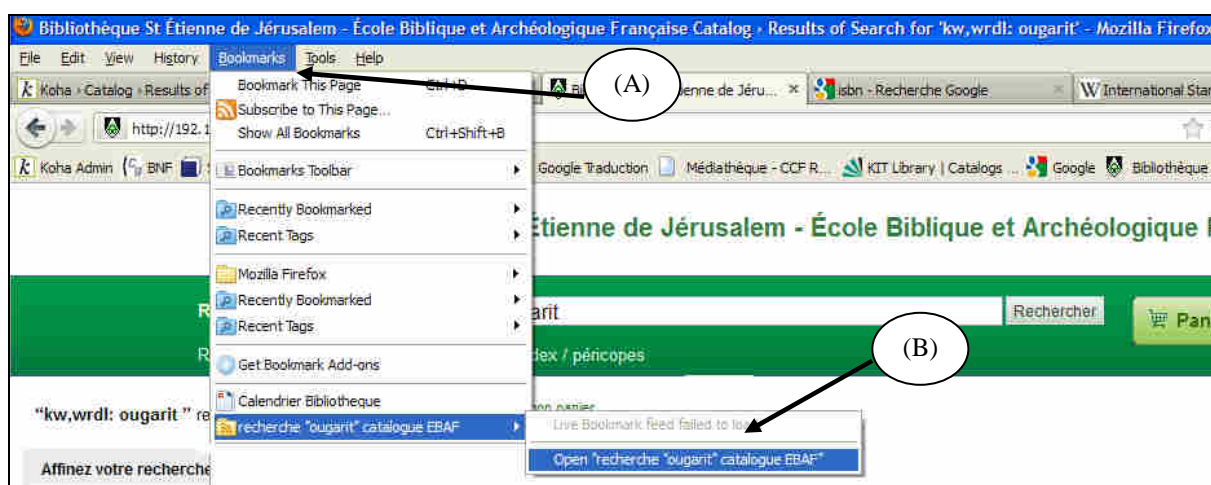 Bibliothèque St Étienne de Jérusalem - École Biblique et Archéologique Française Catalog › Results of Search for 'kw,wrdl: ougarit' - Mozilla Firefox
File Edit View History Bookmarks Tools Help
Koha › Catalog › Results of
enne de Jéru... isbn - Recherche Google W International Star
http://192.1
Koha Admin BNF Google Traduction Médiathèque - CCF R... KIT Library | Catalogs ... Google Bibliothèque
Bookmark This Page Ctrl+D
Subscribe to This Page...
Show All Bookmarks Ctrl+Shift+B
Bookmarks Toolbar
Recently Bookmarked
Recent Tags
Mozilla Firefox
Recently Bookmarked
Recent Tags
Get Bookmark Add-ons
Calendrier Bibliotheque
recherche "ougarit" catalogue EBAF
Live Bookmark feed failed to loa
Open "recherche "ougarit" catalogue EBAF"
(A)
(B)
Étienne de Jérusalem - École Biblique et Archéologique
R arit Rechercher Pan
R dex / péricopes
"kw,wrdl: ougarit " re on panier
Affinez votre recherche